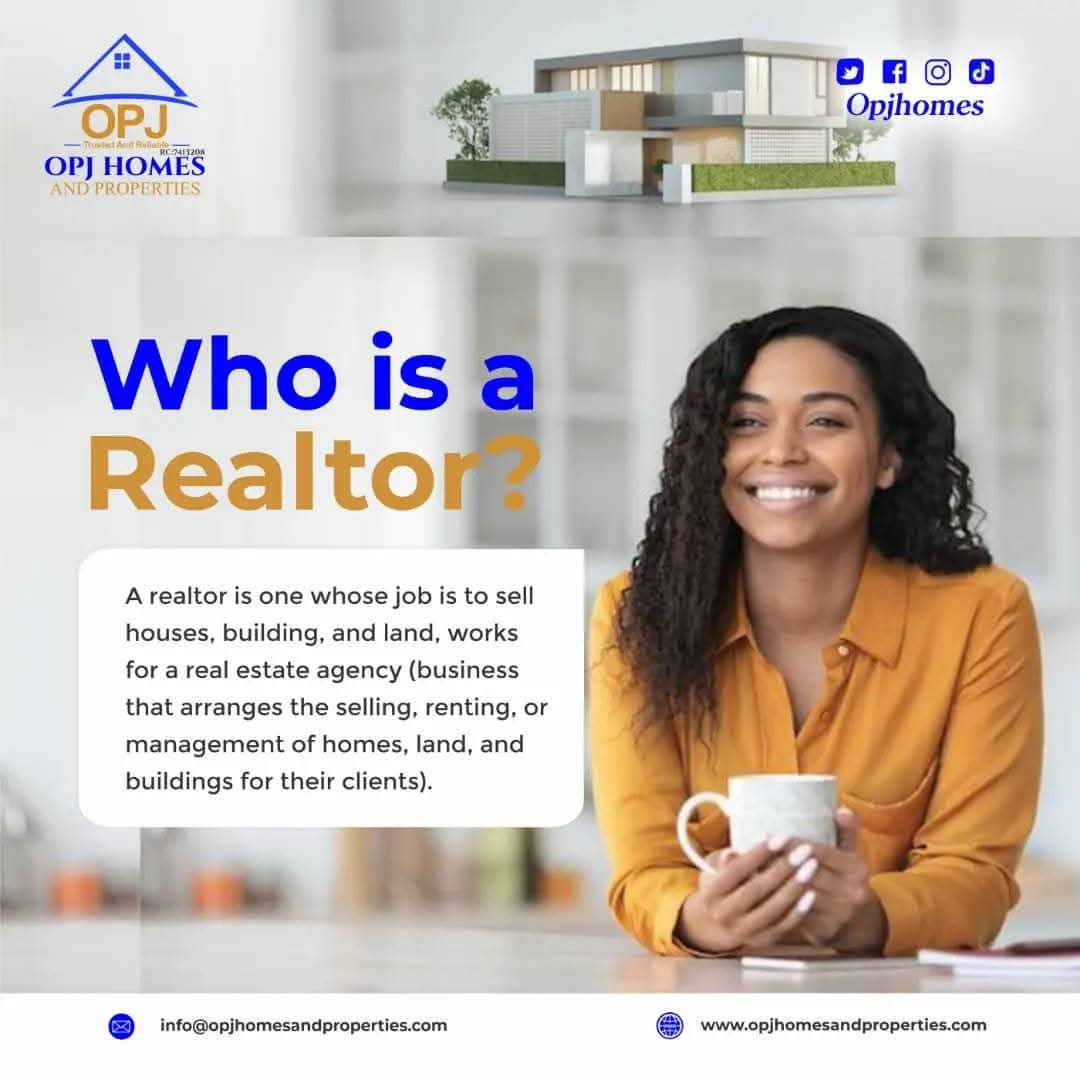 OPJ
Trusted And Reliable
RC:7413208
OPJ HOMES
AND PROPERTIES
Opjhomes
Who is a
Realtor?
A realtor is one whose job is to sell
houses, building, and land, works
for a real estate agency (business
that arranges the selling, renting, or
management of homes, land, and
buildings for their clients).
info@opjhomesandproperties.com
www.opjhomesandproperties.com